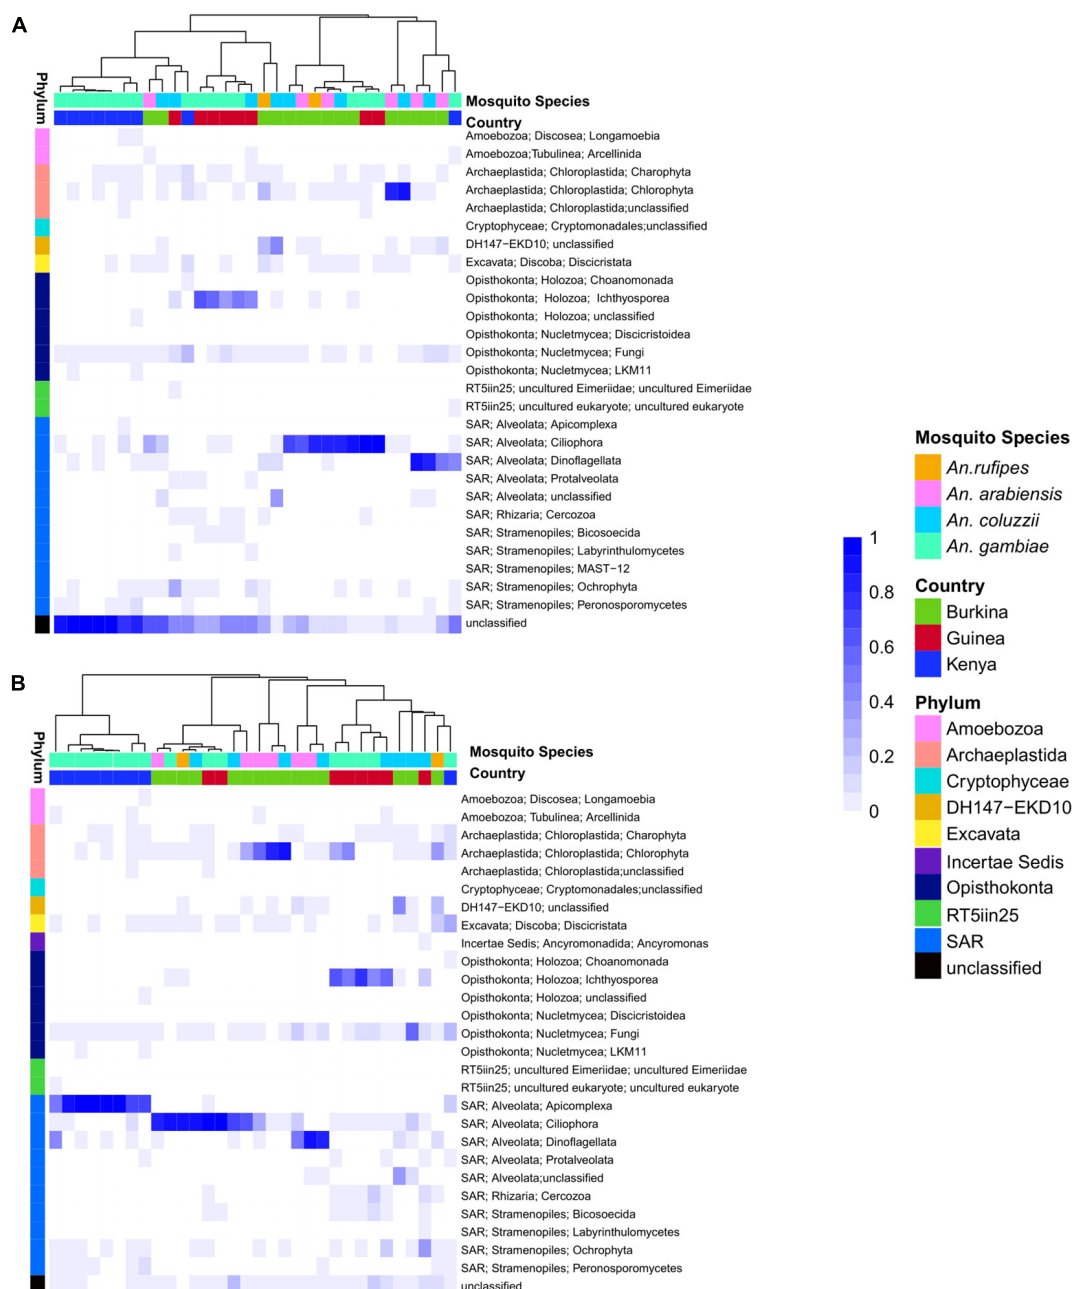 A
Phylum
Mosquito Species
Country
Amoebozoa; Discosea; Longamoebia
Amoebozoa;Tubulinea; Arcellinida
Archaeplastida; Chloroplastida; Charophyta
Archaeplastida; Chloroplastida; Chlorophyta
Archaeplastida; Chloroplastida;unclassified
Cryptophyceae; Cryptomonadales;unclassified
DH147−EKD10; unclassified
Excavata; Discoba; Discicristata
Opisthokonta; Holozoa; Choanomonada
Opisthokonta; Holozoa; Ichthyosporea
Opisthokonta; Holozoa; unclassified
Opisthokonta; Nucletmycea; Discicristoidea
Opisthokonta; Nucletmycea; Fungi
Opisthokonta; Nucletmycea; LKM11
RT5iin25; uncultured Eimeriidae; uncultured Eimeriidae
RT5iin25; uncultured eukaryote; uncultured eukaryote
SAR; Alveolata; Apicomplexa
SAR; Alveolata; Ciliophora
SAR; Alveolata; Dinoflagellata
SAR; Alveolata; Protalveolata
SAR; Alveolata; unclassified
SAR; Rhizaria; Cercozoa
SAR; Stramenopiles; Bicosoecida
SAR; Stramenopiles; Labyrinthulomycetes
SAR; Stramenopiles; MAST−12
SAR; Stramenopiles; Ochrophyta
SAR; Stramenopiles; Peronosporomycetes
unclassified
B
Phylum
Mosquito Species
Country
Amoebozoa; Discosea; Longamoebia
Amoebozoa; Tubulinea; Arcellinida
Archaeplastida; Chloroplastida; Charophyta
Archaeplastida; Chloroplastida; Chlorophyta
Archaeplastida; Chloroplastida;unclassified
Cryptophyceae; Cryptomonadales;unclassified
DH147−EKD10; unclassified
Excavata; Discoba; Discicristata
Incertae Sedis; Ancyromonadida; Ancyromonas
Opisthokonta; Holozoa; Choanomonada
Opisthokonta; Holozoa; Ichthyosporea
Opisthokonta; Holozoa; unclassified
Opisthokonta; Nucletmycea; Discicristoidea
Opisthokonta; Nucletmycea; Fungi
Opisthokonta; Nucletmycea; LKM11
RT5iin25; uncultured Eimeriidae; uncultured Eimeriidae
RT5iin25; uncultured eukaryote; uncultured eukaryote
SAR; Alveolata; Apicomplexa
SAR; Alveolata; Ciliophora
SAR; Alveolata; Dinoflagellata
SAR; Alveolata; Protalveolata
SAR; Alveolata;unclassified
SAR; Rhizaria; Cercozoa
SAR; Stramenopiles; Bicosoecida
SAR; Stramenopiles; Labyrinthulomycetes
SAR; Stramenopiles; Ochrophyta
SAR; Stramenopiles; Peronosporomycetes
unclassified
1
0.8
0.6
0.4
0.2
0
Mosquito Species
An.rufipes
An. arabiensis
An. coluzzii
An. gambiae
Country
Burkina
Guinea
Kenya
Phylum
Amoebozoa
Archaeplastida
Cryptophyceae
DH147−EKD10
Excavata
Incertae Sedis
Opisthokonta
RT5iin25
SAR
unclassified